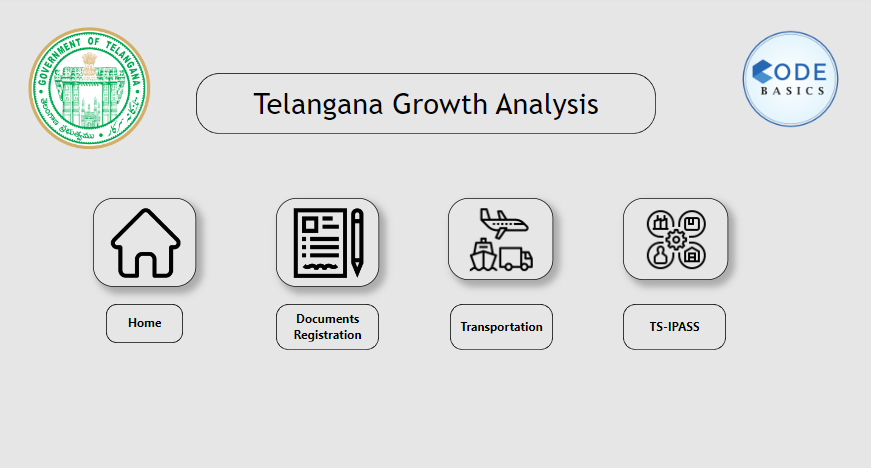 GOVERNMENT OF TELANGANA
తెలంగాణ ప్రభుత్వము
Telangana Growth Analysis
CODE
BASICS
Home
Documents
Registration
Transportation
TS-IPASS